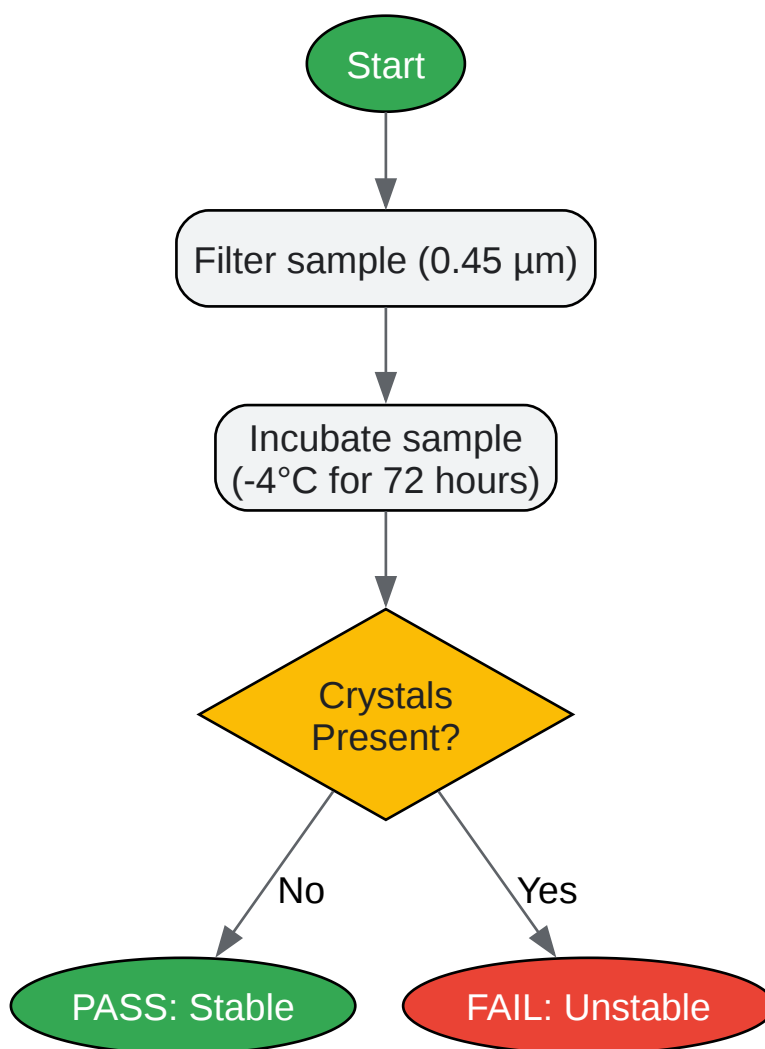 Start
Filter sample (0.45 µm)
Incubate sample
(-4°C for 72 hours)
Crystals
Present?
No
Yes
PASS: Stable
FAIL: Unstable